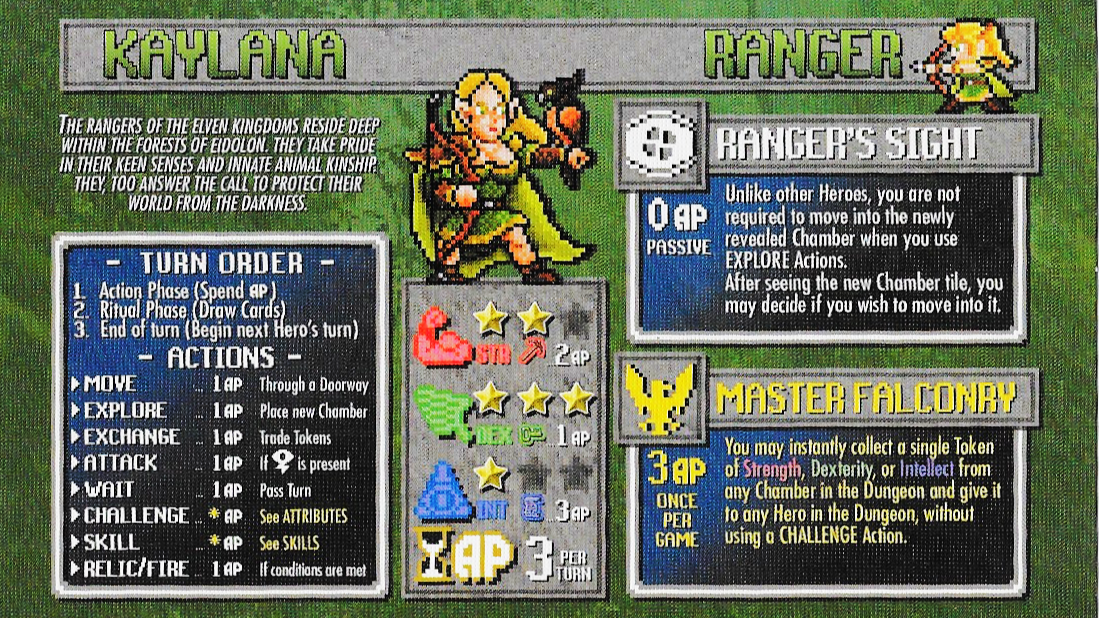 KAYLANA
RANGER
THE RANGERS OF THE ELVEN KINGDOMS RESIDE DEEP
WITHIN THE FORESTS OF EIDOLON. THEY TAKE PRIDE
IN THEIR KEEN SENSES AND INNATE ANIMAL KINSHIP.
THEY, TOO ANSWER THE CALL TO PROTECT THEIR
WORLD FROM THE DARKNESS.
- TURN ORDER -
1. Action Phase (Spend AP)
2. Ritual Phase (Draw Cards)
3. End of turn (Begin next Hero's turn)
- ACTIONS -
MOVE ... 1 AP Through a Doorway
EXPLORE ... 1 AP Place new Chamber
EXCHANGE ... 1 AP Trade Tokens
ATTACK ... 1 AP If is present
WAIT ... 1 AP Pass Turn
CHALLENGE ... * AP See ATTRIBUTES
SKILL ... * AP See SKILLS
RELIC/FIRE ... 1 AP If conditions are met
STR ... 2 AP
DEX ... 1 AP
INT ... 3 AP
AP 3 PER TURN
RANGER'S SIGHT
0 AP
PASSIVE
Unlike other Heroes, you are not
required to move into the newly
revealed Chamber when you use
EXPLORE Actions.
After seeing the new Chamber tile, you
may decide if you wish to move into it.
MASTER FALCONRY
3 AP
ONCE
PER
GAME
You may instantly collect a single Token
of Strength, Dexterity, or Intellect from
any Chamber in the Dungeon and give it
to any Hero in the Dungeon, without
using a CHALLENGE Action.